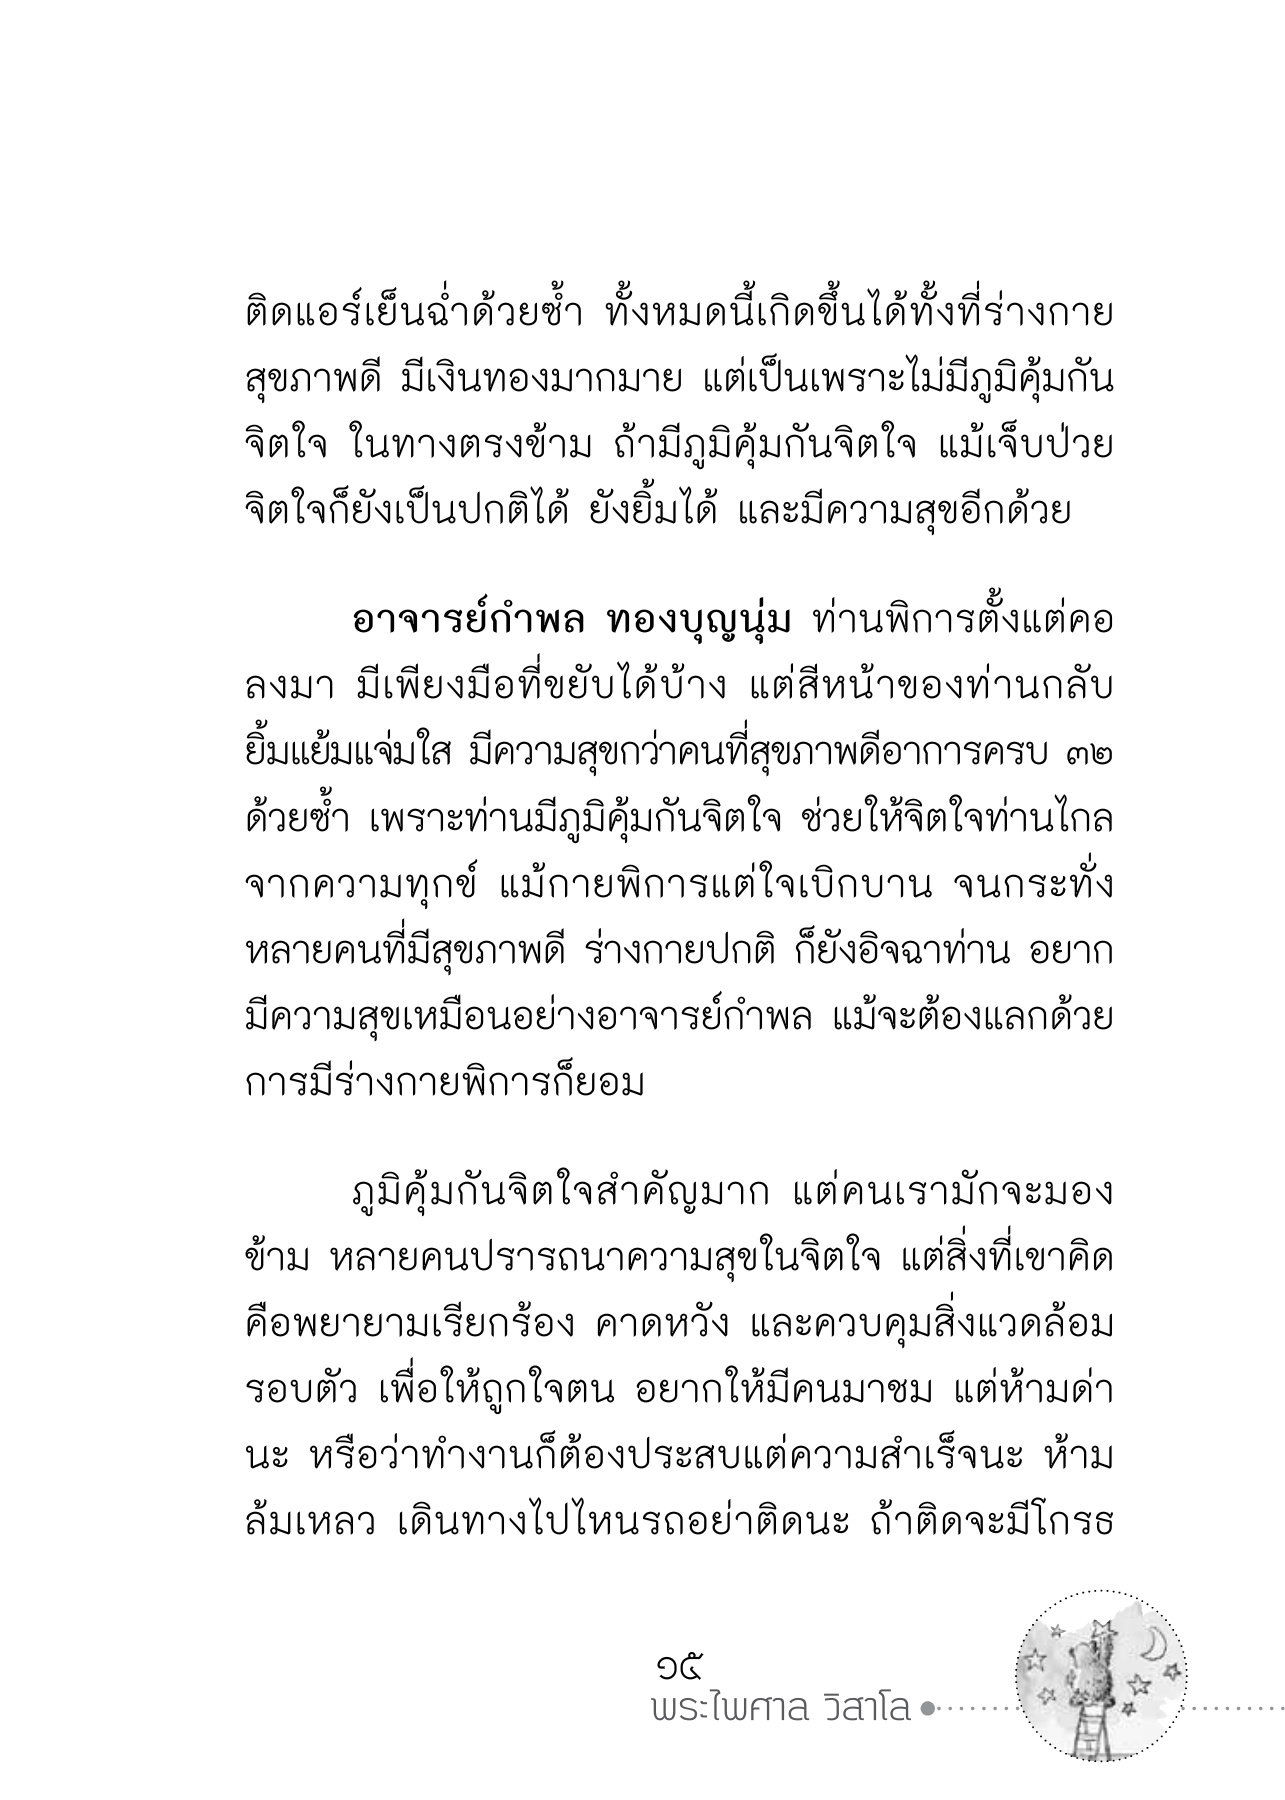 ติดแอร์เย็นฉ่ำด้วยซ้ำ ทั้งหมดนี้เกิดขึ้นได้ทั้งที่ร่างกาย
สุขภาพดี มีเงินทองมากมาย แต่เป็นเพราะไม่มีภูมิคุ้มกัน
จิตใจ ในทางตรงข้าม ถ้ามีภูมิคุ้มกันจิตใจ แม้เจ็บป่วย
จิตใจก็ยังเป็นปกติได้ ยังยิ้มได้ และมีความสุขอีกด้วย
อาจารย์กำพล ทองบุญนุ่ม ท่านพิการตั้งแต่คอ
ลงมา มีเพียงมือที่ขยับได้บ้าง แต่สีหน้าของท่านกลับ
ยิ้มแย้มแจ่มใส มีความสุขกว่าคนที่สุขภาพดีอาการครบ ๓๒
ด้วยซ้ำ เพราะท่านมีภูมิคุ้มกันจิตใจ ช่วยให้จิตใจท่านไกล
จากความทุกข์ แม้กายพิการแต่ใจเบิกบาน จนกระทั่ง
หลายคนที่มีสุขภาพดี ร่างกายปกติ ก็ยังอิจฉาท่าน อยาก
มีความสุขเหมือนอย่างอาจารย์กำพล แม้จะต้องแลกด้วย
การมีร่างกายพิการก็ยอม
ภูมิคุ้มกันจิตใจสำคัญมาก แต่คนเรามักจะมอง
ข้าม หลายคนปรารถนาความสุขในจิตใจ แต่สิ่งที่เขาคิด
คือพยายามเรียกร้อง คาดหวัง และควบคุมสิ่งแวดล้อม
รอบตัว เพื่อให้ถูกใจตน อยากให้มีคนมาชม แต่ห้ามด่า
นะ หรือว่าทำงานก็ต้องประสบแต่ความสำเร็จนะ ห้าม
ล้มเหลว เดินทางไปไหนรถอย่าติดนะ ถ้าติดจะมีโกรธ
๑๕
พระไพศาล วิสาโล